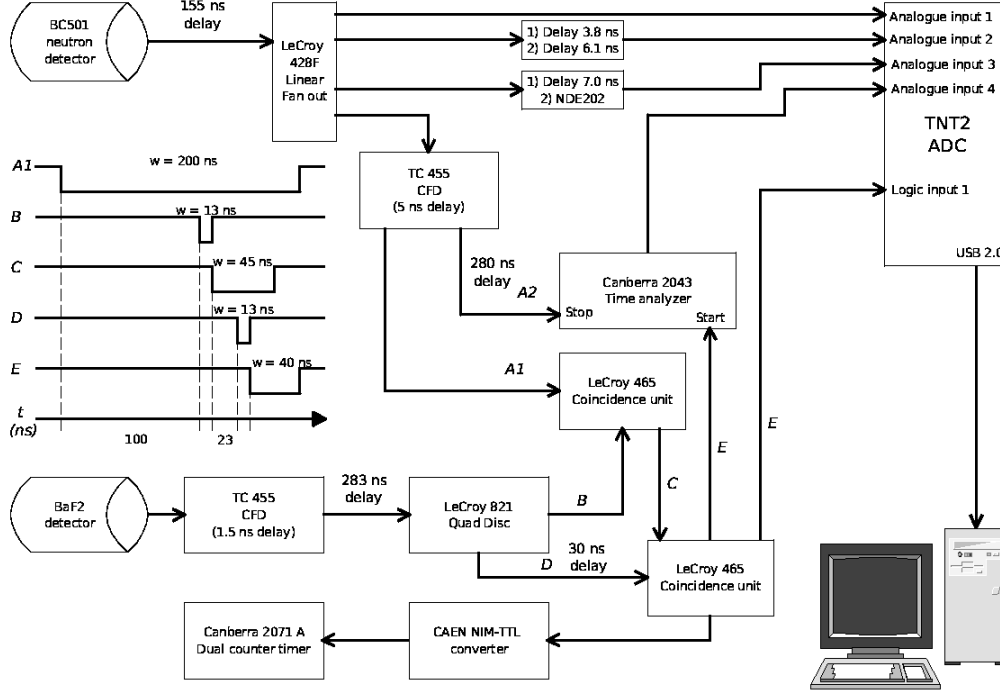 155 ns
delay
BC501
neutron
detector
LeCroy
428F
Linear
Fan out
1) Delay 3.8 ns
2) Delay 6.1 ns
1) Delay 7.0 ns
2) NDE202
Analogue input 1
Analogue input 2
Analogue input 3
Analogue input 4
TNT2
ADC
Logic input 1
USB 2.0
TC 455
CFD
(5 ns delay)
A1
w = 200 ns
B
w = 13 ns
C
w = 45 ns
D
w = 13 ns
E
w = 40 ns
t
(ns)
100
23
280 ns
delay
A2
Canberra 2043
Time analyzer
Stop
Start
A1
LeCroy 465
Coincidence unit
E
E
C
B
BaF2
detector
TC 455
CFD
(1.5 ns delay)
283 ns
delay
LeCroy 821
Quad Disc
D
30 ns
delay
LeCroy 465
Coincidence unit
Canberra 2071 A
Dual counter timer
CAEN NIM-TTL
converter